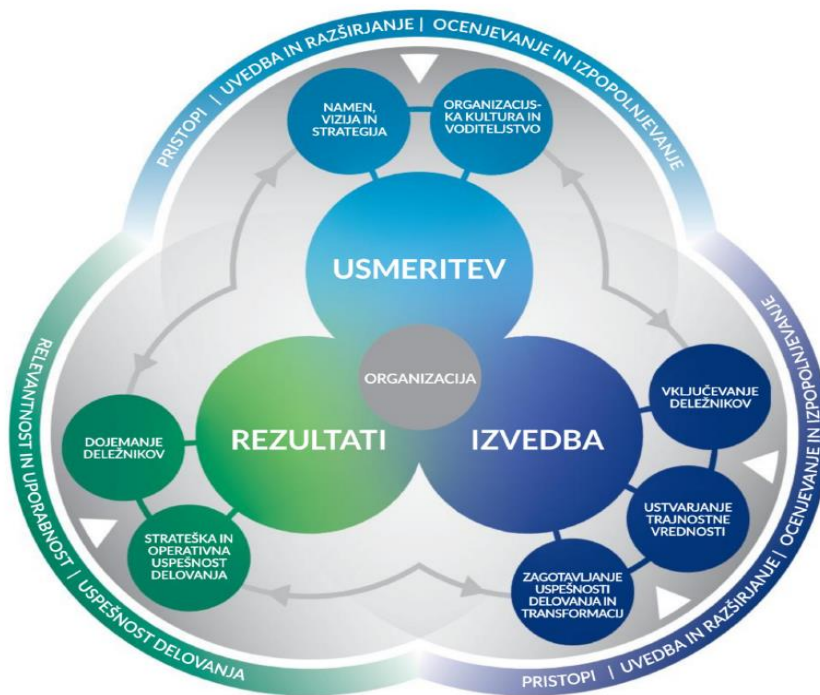 PRISTOPI | UVEDBA IN RAZŠIRJANJE | OCENJEVANJE IN IZPOPOLNJEVANJE
NAMEN,
VIZIJA IN
STRATEGIJA
ORGANIZACIJS-
KA KULTURA IN
VODITELJSTVO
USMERITEV
ORGANIZACIJA
REZULTATI
IZVEDBA
DOJEMANJE
DELEŽNIKOV
STRATEŠKA IN
OPERATIVNA
USPEŠNOST
DELOVANJA
VKLJUČEVANJE
DELEŽNIKOV
USTVARJANJE
TRAJNOSTNE
VREDNOSTI
ZAGOTAVLJANJE
USPEŠNOSTI
DELOVANJA IN
TRANSFORMACIJ
RELEVANTNOST IN UPORABNOST | USPEŠNOST DELOVANJA
PRISTOPI | UVEDBA IN RAZŠIRJANJE | OCENJEVANJE IN IZPOPOLNJEVANJE